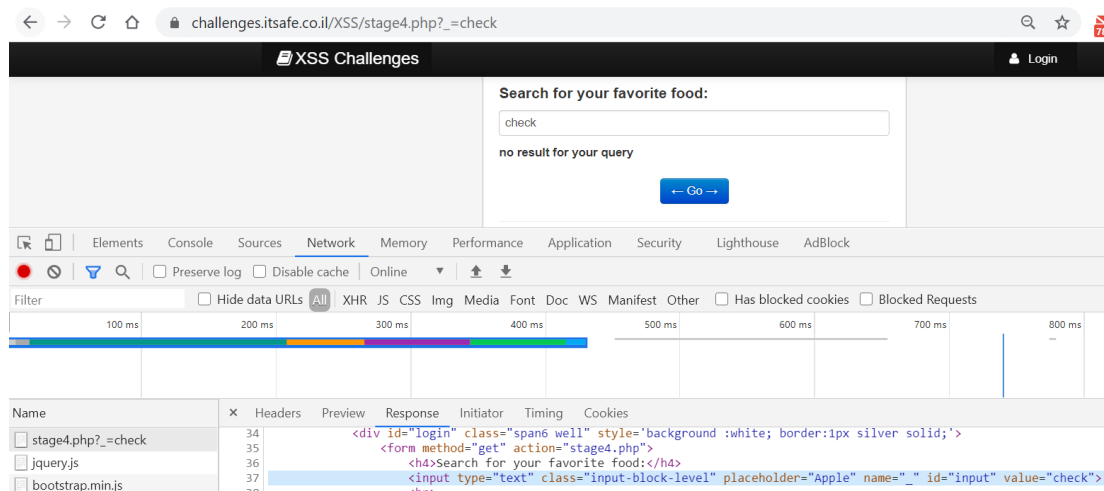 challenges.itsafe.co.il/XSS/stage4.php?_=check
XSS Challenges Login
Search for your favorite food:
check
no result for your query
← Go →
Elements Console Sources Network Memory Performance Application Security Lighthouse AdBlock
Preserve log Disable cache Online
Filter Hide data URLs All XHR JS CSS Img Media Font Doc WS Manifest Other Has blocked cookies Blocked Requests
100 ms 200 ms 300 ms 400 ms 500 ms 600 ms 700 ms 800 ms
Name × Headers Preview Response Initiator Timing Cookies
stage4.php?_=check
jquery.js
bootstrap.min.js
34 <div id="login" class="span6 well" style='background :white; border:1px silver solid;'>
35 <form method="get" action="stage4.php">
36 <h4>Search for your favorite food:</h4>
37 <input type="text" class="input-block-level" placeholder="Apple" name="_" id="input" value="check">